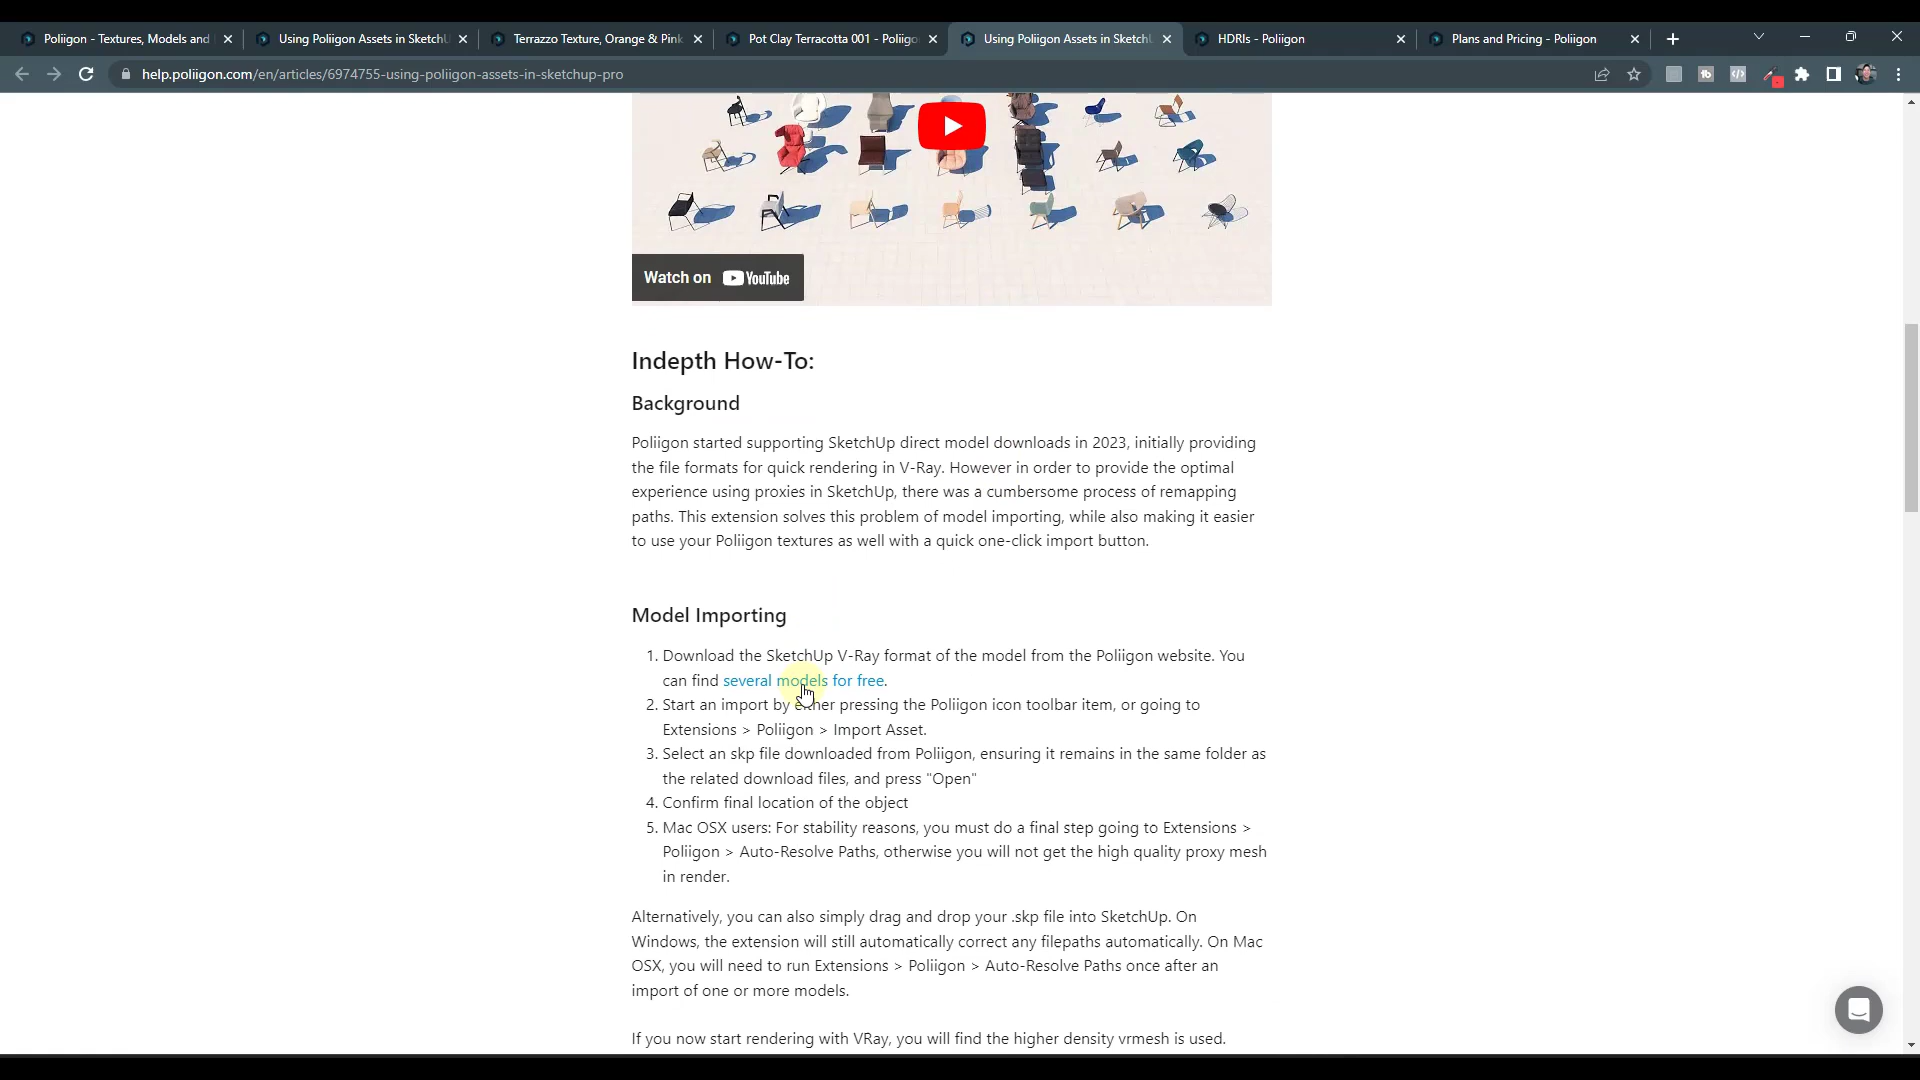 Poliigon - Textures, Models and
Using Poliigon Assets in SketchU
Terrazzo Texture, Orange & Pink
Pot Clay Terracotta 001 - Poliigo
Using Poliigon Assets in SketchU
HDRIs - Poliigon
Plans and Pricing - Poliigon
help.poliigon.com/en/articles/6974755-using-poliigon-assets-in-sketchup-pro
Watch on YouTube
Indepth How-To:
Background
Poliigon started supporting SketchUp direct model downloads in 2023, initially providing
the file formats for quick rendering in V-Ray. However in order to provide the optimal
experience using proxies in SketchUp, there was a cumbersome process of remapping
paths. This extension solves this problem of model importing, while also making it easier
to use your Poliigon textures as well with a quick one-click import button.
Model Importing
1. Download the SketchUp V-Ray format of the model from the Poliigon website. You
can find several models for free.
2. Start an import by either pressing the Poliigon icon toolbar item, or going to
Extensions > Poliigon > Import Asset.
3. Select an skp file downloaded from Poliigon, ensuring it remains in the same folder as
the related download files, and press "Open"
4. Confirm final location of the object
5. Mac OSX users: For stability reasons, you must do a final step going to Extensions >
Poliigon > Auto-Resolve Paths, otherwise you will not get the high quality proxy mesh
in render.
Alternatively, you can also simply drag and drop your .skp file into SketchUp. On
Windows, the extension will still automatically correct any filepaths automatically. On Mac
OSX, you will need to run Extensions > Poliigon > Auto-Resolve Paths once after an
import of one or more models.
If you now start rendering with VRay, you will find the higher density vrmesh is used.